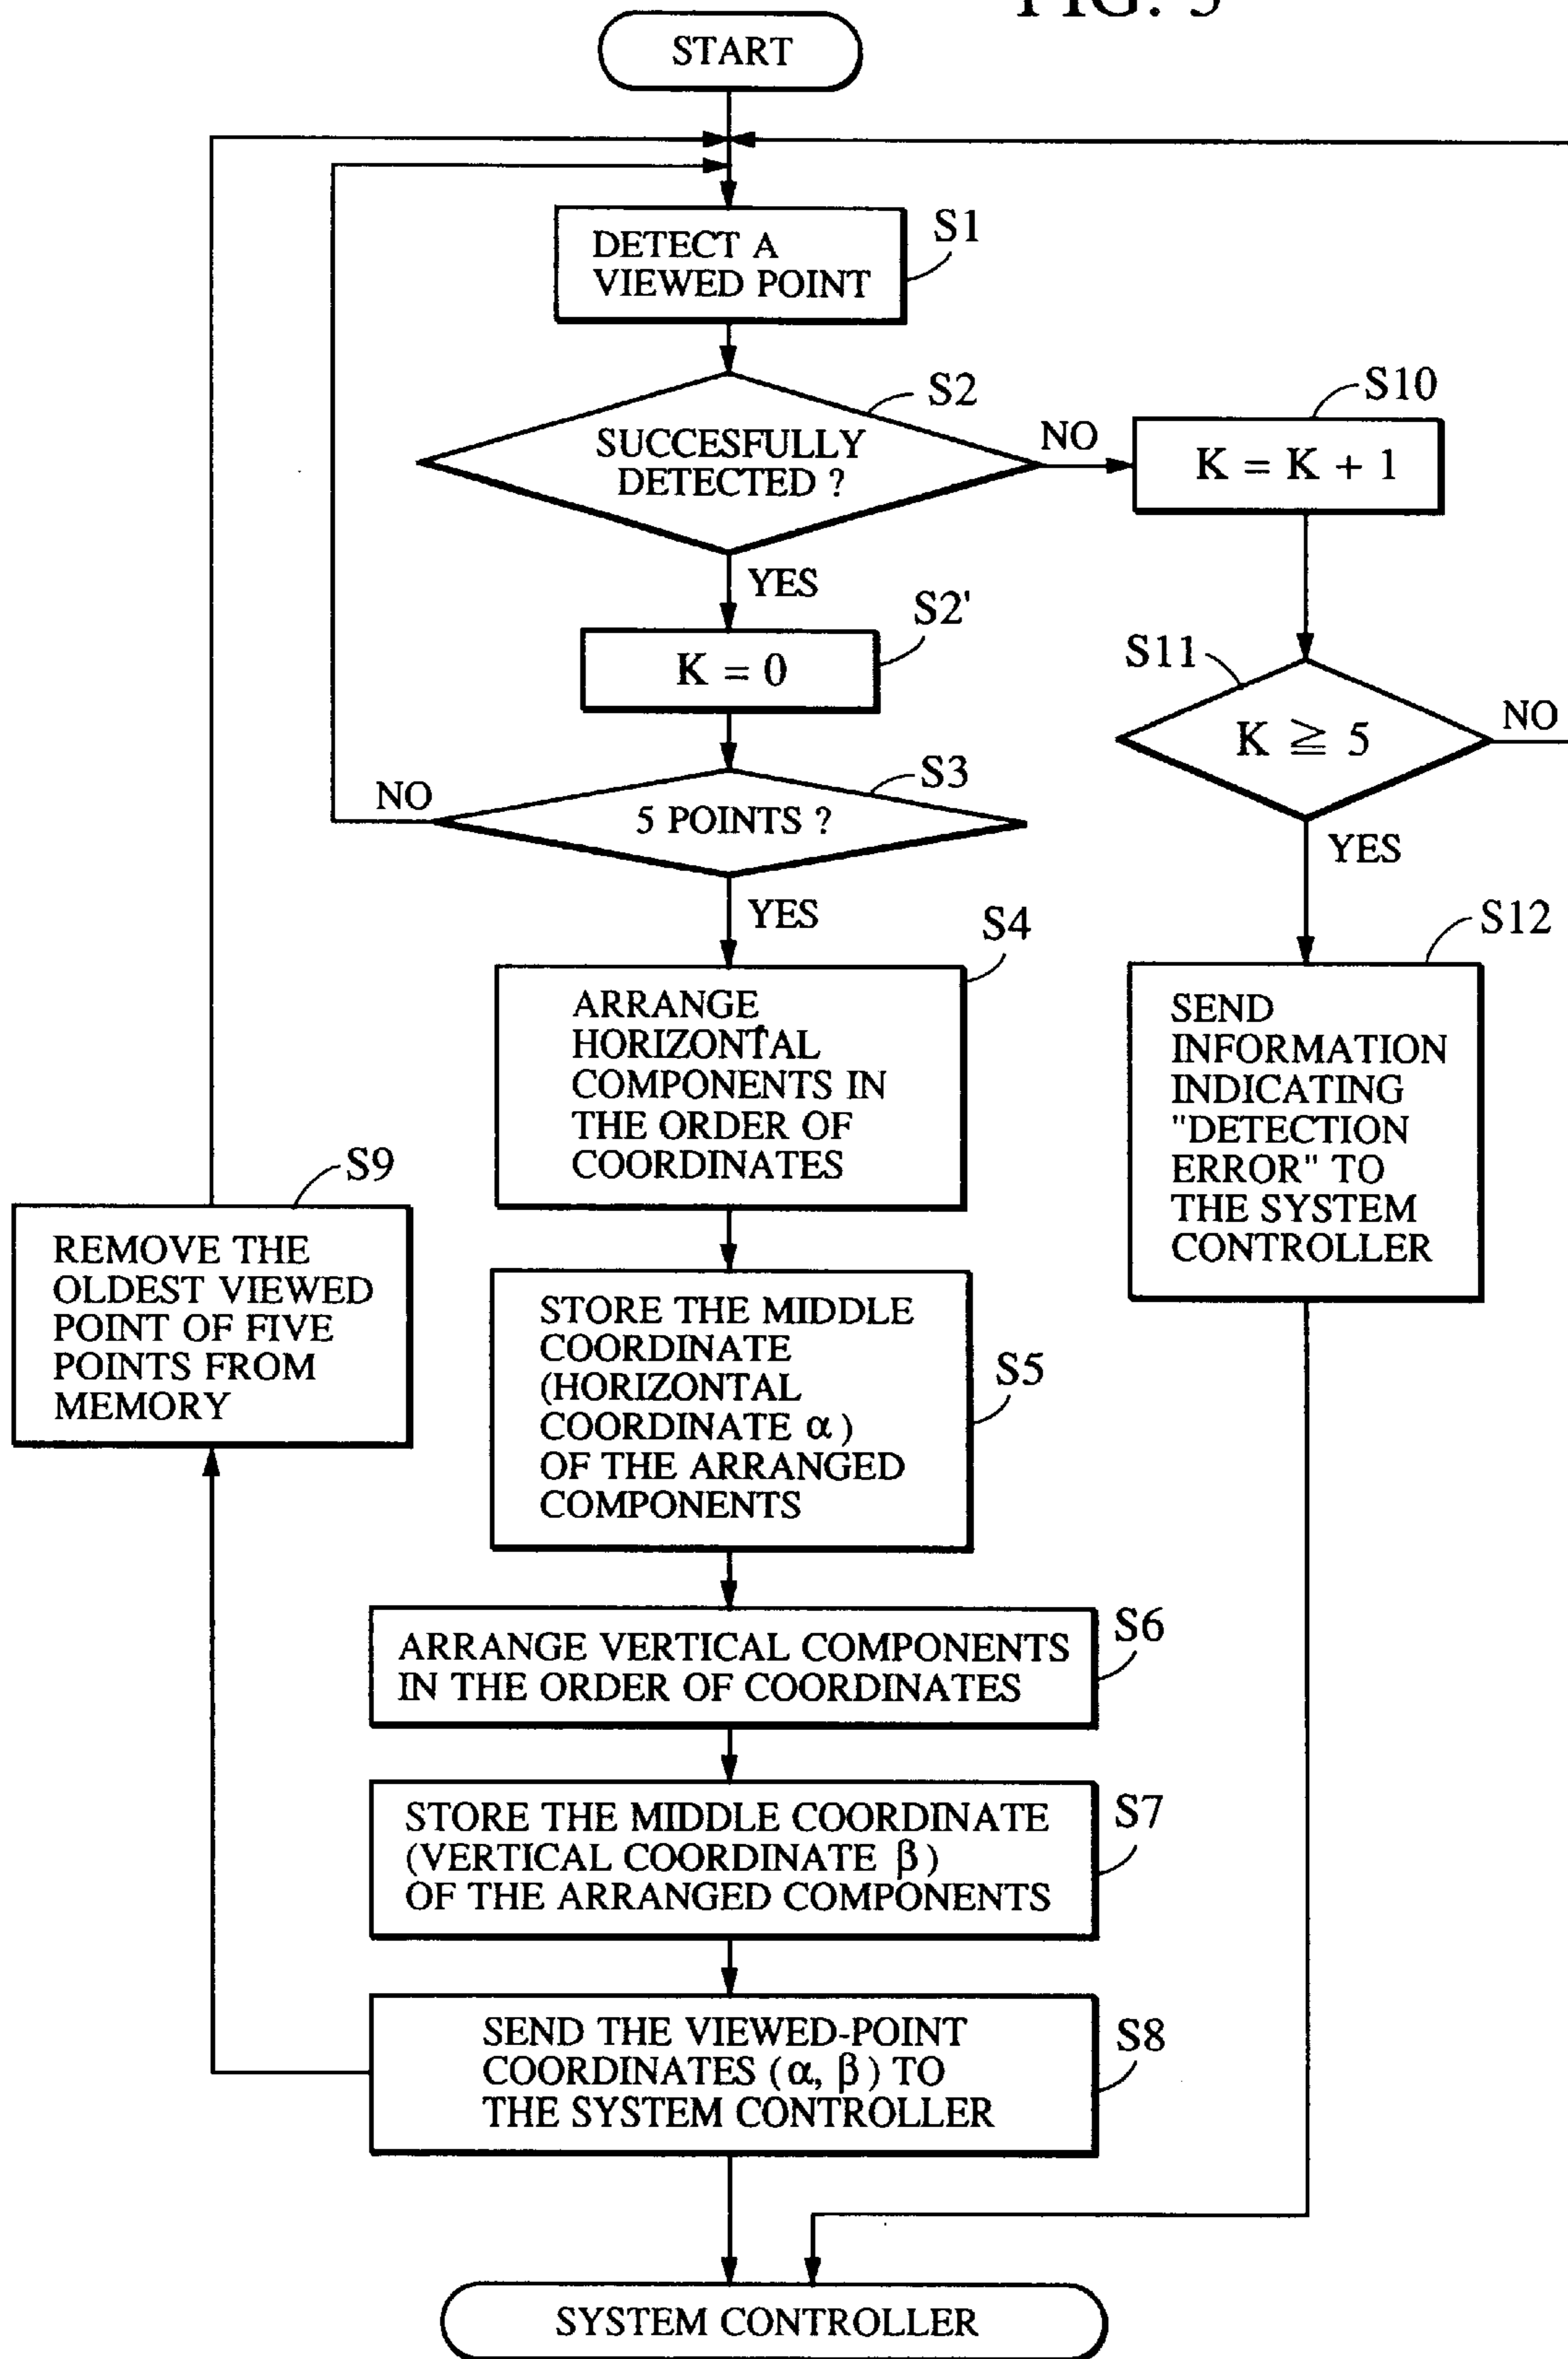 FIG. 5
START
DETECT A
VIEWED POINT
S1
SUCCESFULLY
DETECTED ?
S2
NO
K = K + 1
S10
YES
K = 0
S2'
S11
K ≧ 5
NO
5 POINTS ?
S3
NO
YES
YES
S4
ARRANGE
HORIZONTAL
COMPONENTS IN
THE ORDER OF
COORDINATES
S12
SEND
INFORMATION
INDICATING
"DETECTION
ERROR" TO
THE SYSTEM
CONTROLLER
S9
REMOVE THE
OLDEST VIEWED
POINT OF FIVE
POINTS FROM
MEMORY
STORE THE MIDDLE
COORDINATE
(HORIZONTAL
COORDINATE α)
OF THE ARRANGED
COMPONENTS
S5
ARRANGE VERTICAL COMPONENTS
IN THE ORDER OF COORDINATES
S6
STORE THE MIDDLE COORDINATE
(VERTICAL COORDINATE β)
OF THE ARRANGED COMPONENTS
S7
SEND THE VIEWED-POINT
COORDINATES (α, β) TO
THE SYSTEM CONTROLLER
S8
SYSTEM CONTROLLER